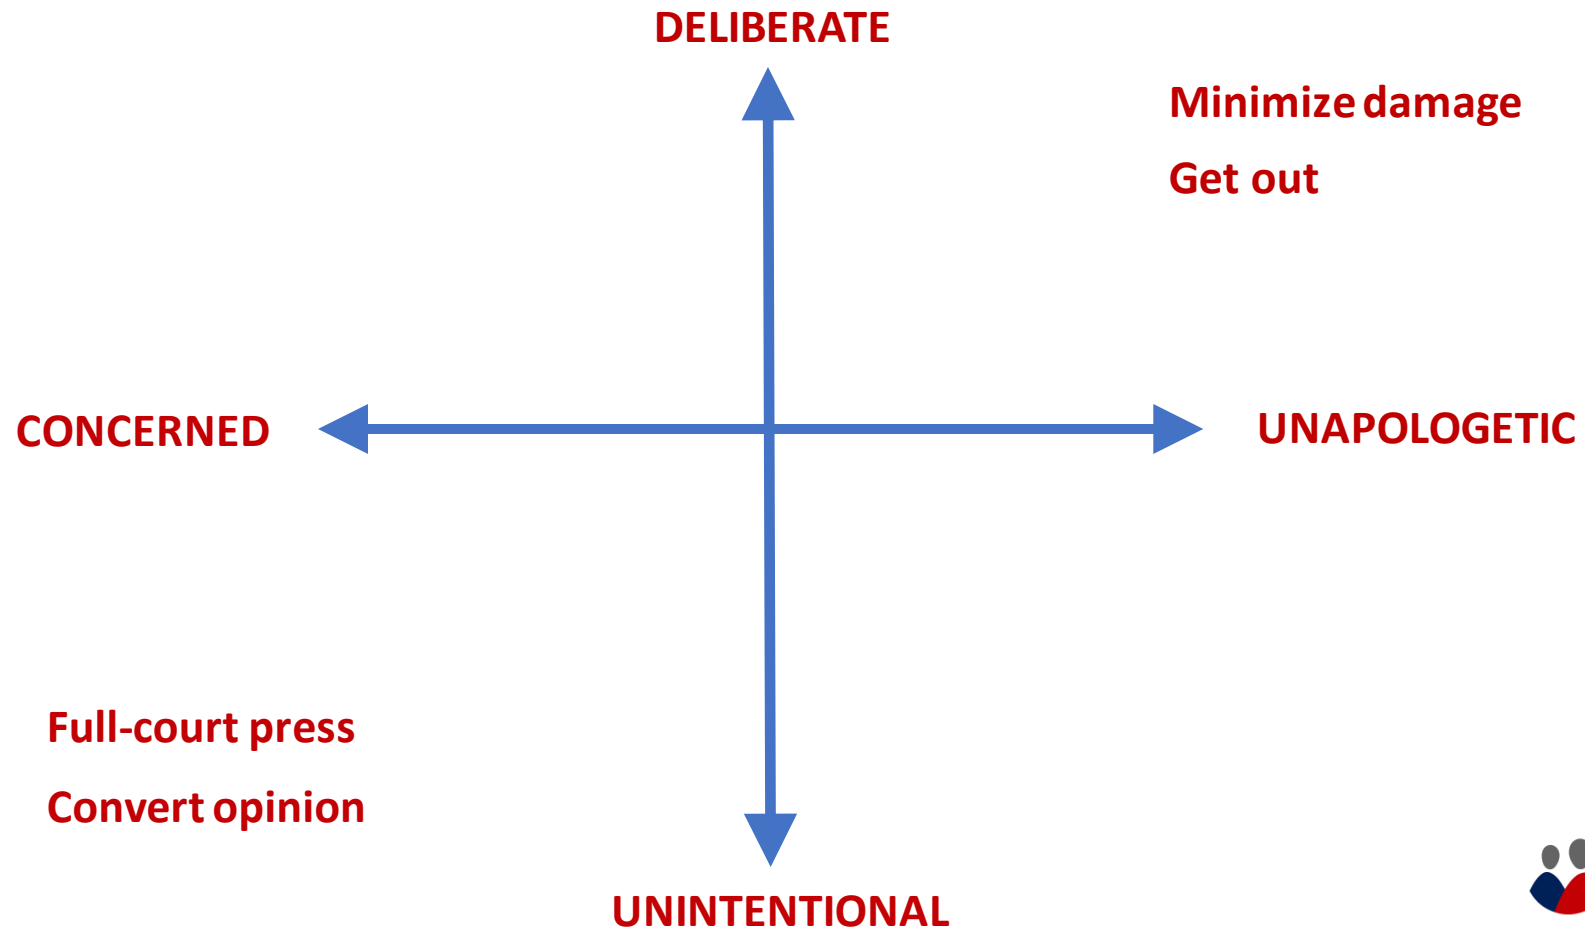 DELIBERATE
Minimize damage
Get out
CONCERNED
UNAPOLOGETIC
Full-court press
Convert opinion
UNINTENTIONAL